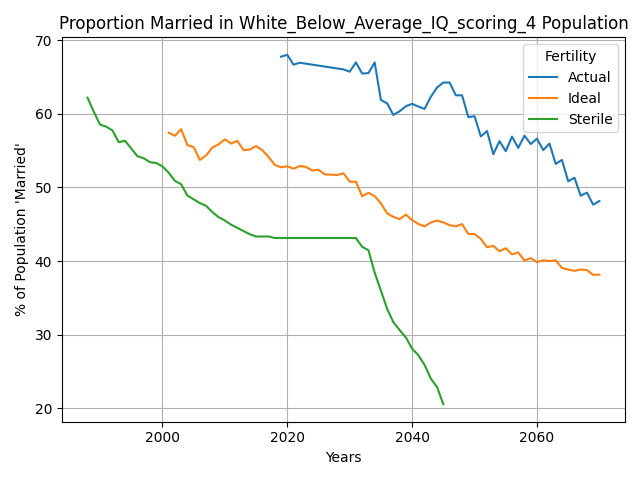 Proportion Married in White_Below_Average_IQ_scoring_4 Population
% of Population 'Married'
70
60
50
40
30
20
Fertility
Actual
Ideal
Sterile
2000
2020
2040
2060
Years